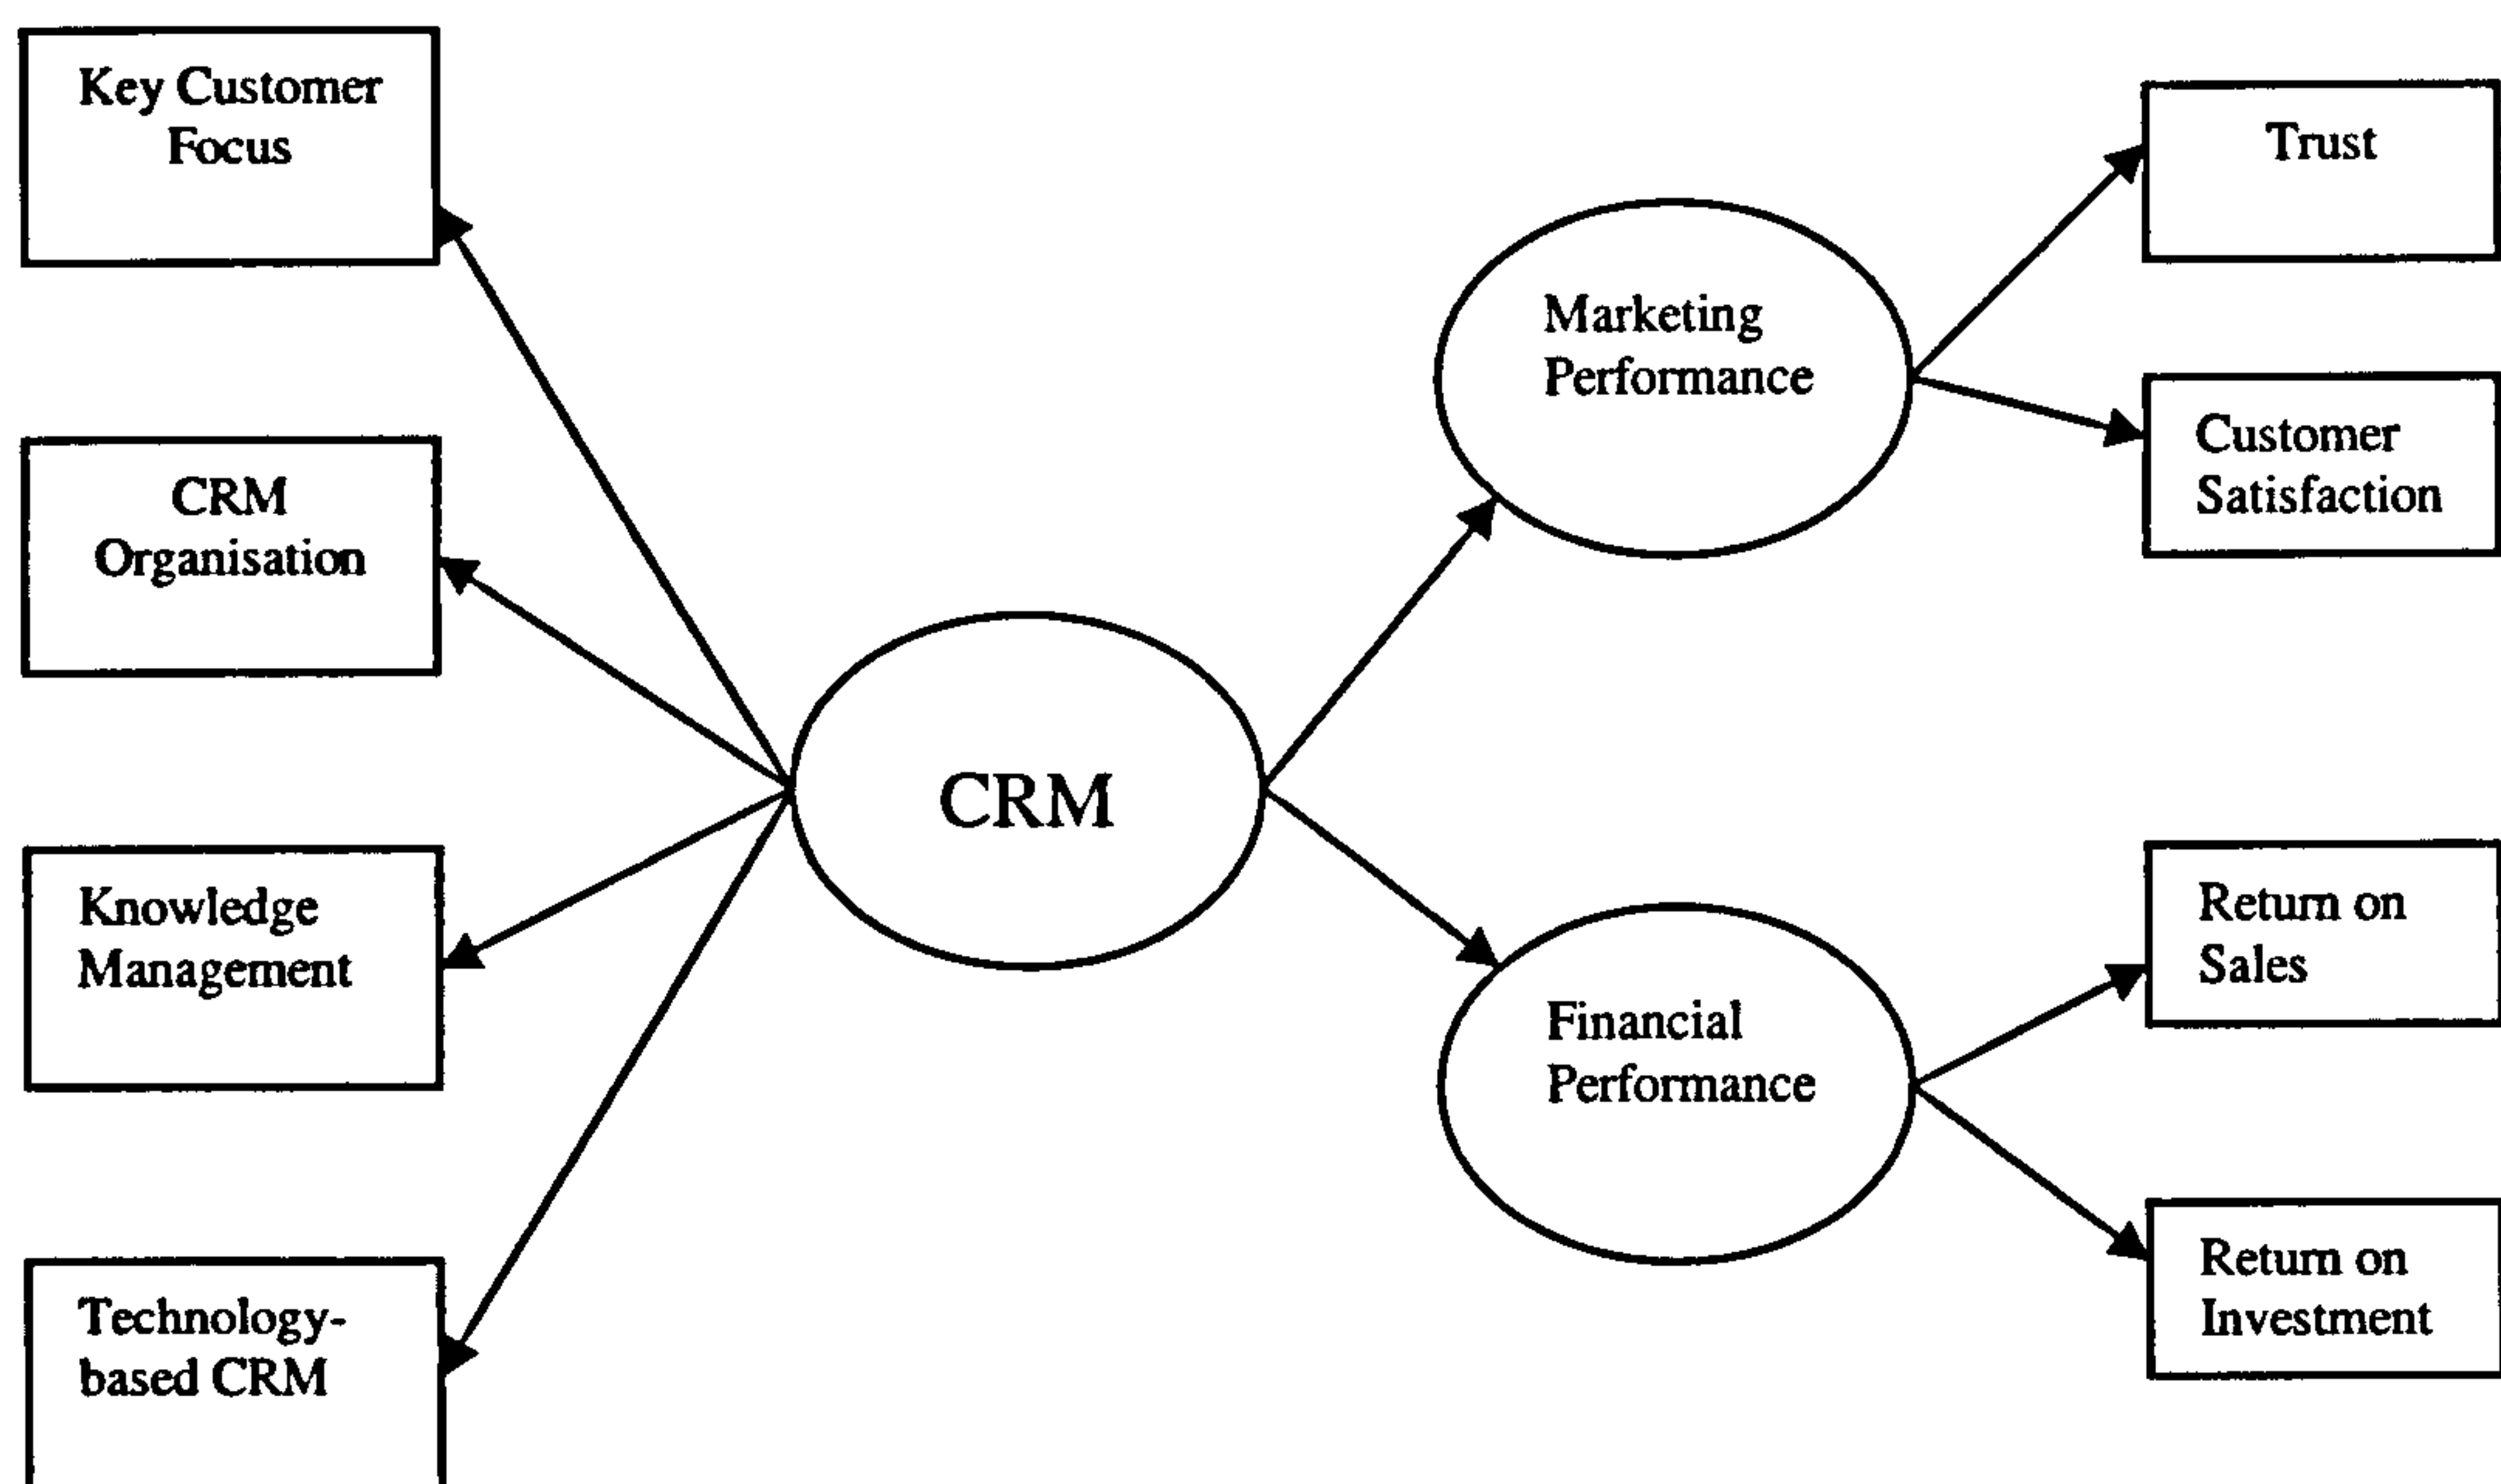 Key Customer
Focus
CRM
Organisation
Knowledge
Management
Technology-
based CRM
CRM
Marketing
Performance
Financial
Performance
Trust
Customer
Satisfaction
Return on
Sales
Return on
Investment